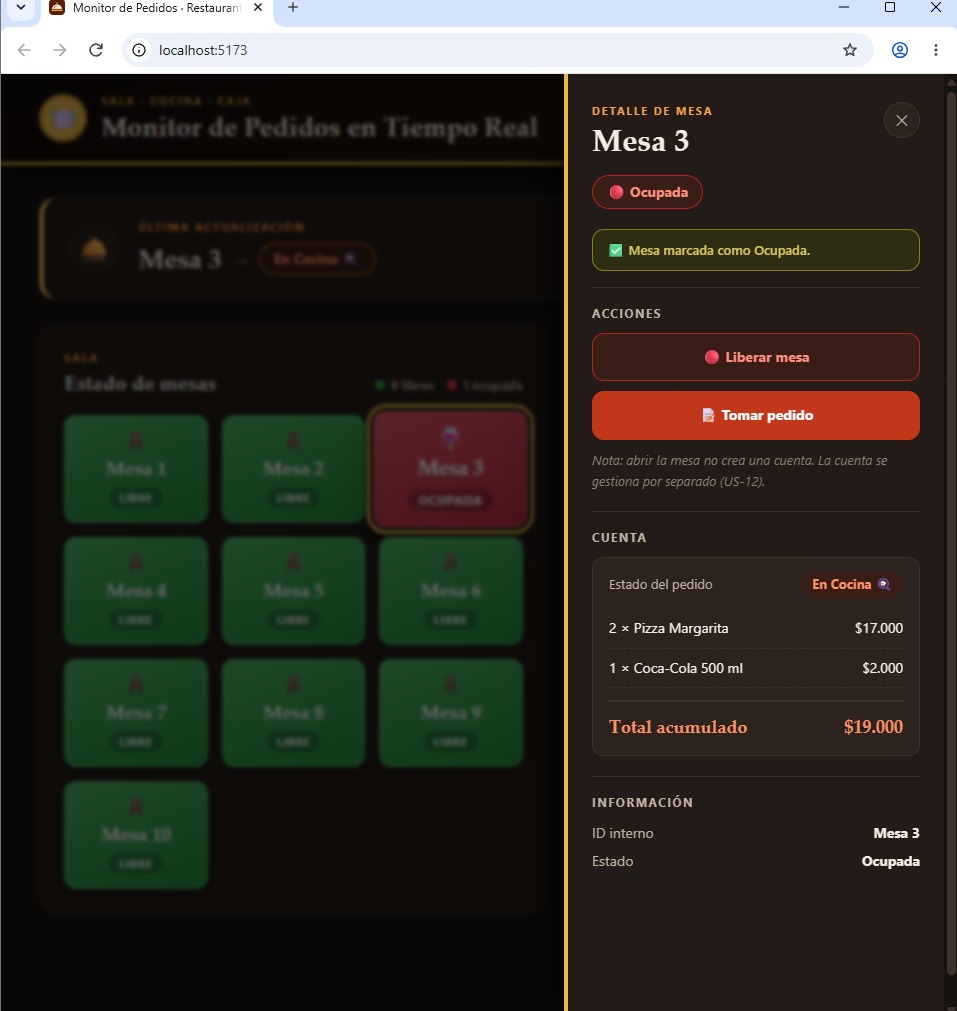 Monitor de Pedidos · Restauran
localhost:5173
SALA · COCINA · CAJA
Monitor de Pedidos en Tiempo Real
ÚLTIMA ACTUALIZACIÓN
Mesa 3 → En Cocina
SALA
Estado de mesas
9 libres 1 ocupada
Mesa 1 Mesa 2 Mesa 3
LIBRE LIBRE OCUPADA
Mesa 4 Mesa 5 Mesa 6
LIBRE LIBRE LIBRE
Mesa 7 Mesa 8 Mesa 9
LIBRE LIBRE LIBRE
Mesa 10
LIBRE
DETALLE DE MESA
Mesa 3
Ocupada
Mesa marcada como Ocupada.
ACCIONES
Liberar mesa
Tomar pedido
Nota: abrir la mesa no crea una cuenta. La cuenta se
gestiona por separado (US-12).
CUENTA
Estado del pedido En Cocina
2 × Pizza Margarita $17.000
1 × Coca-Cola 500 ml $2.000
Total acumulado $19.000
INFORMACIÓN
ID interno Mesa 3
Estado Ocupada